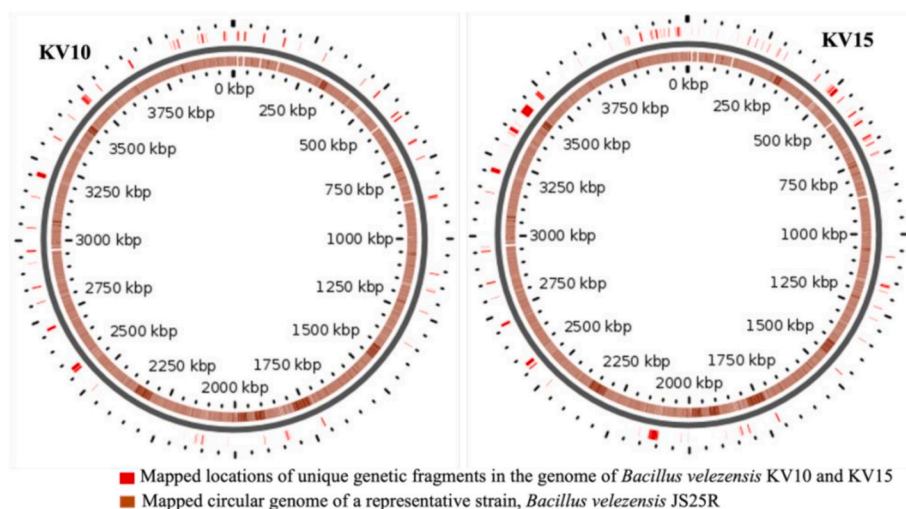 KV10
KV15
0 kbp
250 kbp
500 kbp
750 kbp
1000 kbp
1250 kbp
1500 kbp
1750 kbp
2000 kbp
2250 kbp
2500 kbp
2750 kbp
3000 kbp
3250 kbp
3500 kbp
3750 kbp
0 kbp
250 kbp
500 kbp
750 kbp
1000 kbp
1250 kbp
1500 kbp
1750 kbp
2000 kbp
2250 kbp
2500 kbp
2750 kbp
3000 kbp
3250 kbp
3500 kbp
3750 kbp
Mapped locations of unique genetic fragments in the genome of Bacillus velezensis KV10 and KV15
Mapped circular genome of a representative strain, Bacillus velezensis JS25R